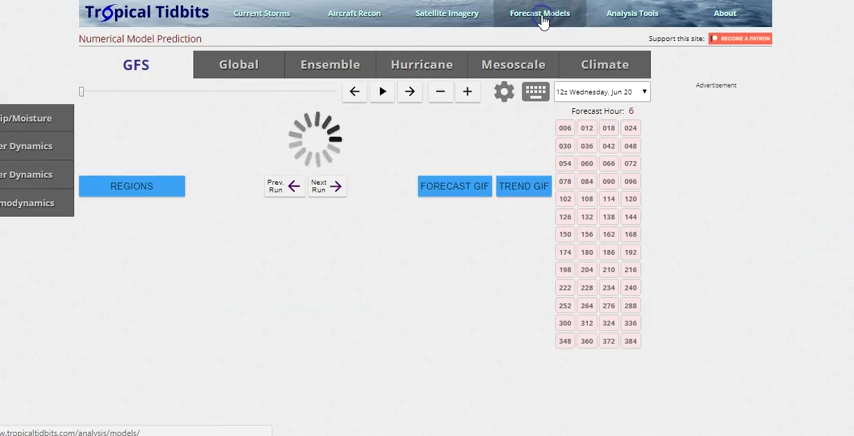 Tropical Tidbits
Current Storms Aircraft Recon Satellite Imagery Forecast Models Analysis Tools About
Numerical Model Prediction
Support this site: BECOME A PATRON
GFS Global Ensemble Hurricane Mesoscale Climate
12z Wednesday, Jun 20
Advertisement
Forecast Hour: 6
ip/Moisture
er Dynamics
er Dynamics
modynamics
REGIONS
Prev. Run
Next Run
FORECAST GIF
TREND GIF
006 012 018 024
030 036 042 048
054 060 066 072
078 084 090 096
102 108 114 120
126 132 138 144
150 156 162 168
174 180 186 192
198 204 210 216
222 228 234 240
252 264 276 288
300 312 324 336
348 360 372 384
w.tropicaltidbits.com/analysis/models/